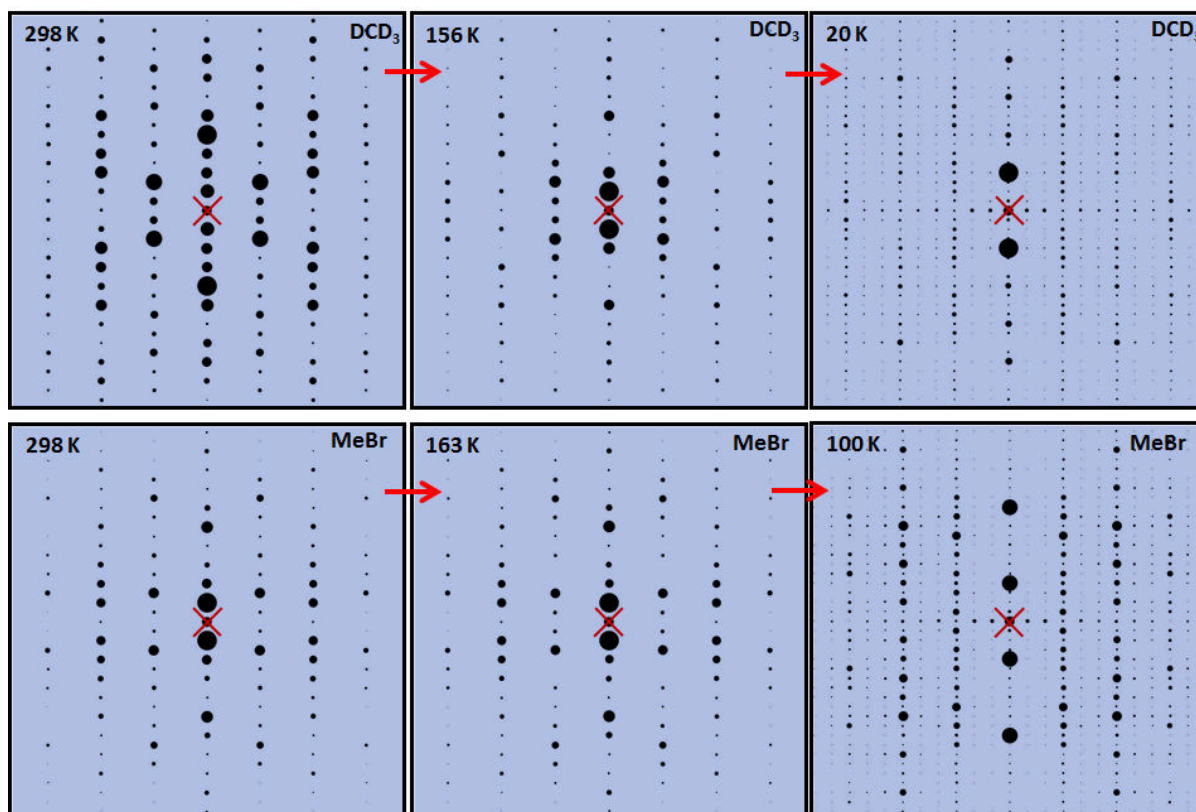 298 K DCD3
156 K DCD3
20 K DCD3
298 K MeBr
163 K MeBr
100 K MeBr